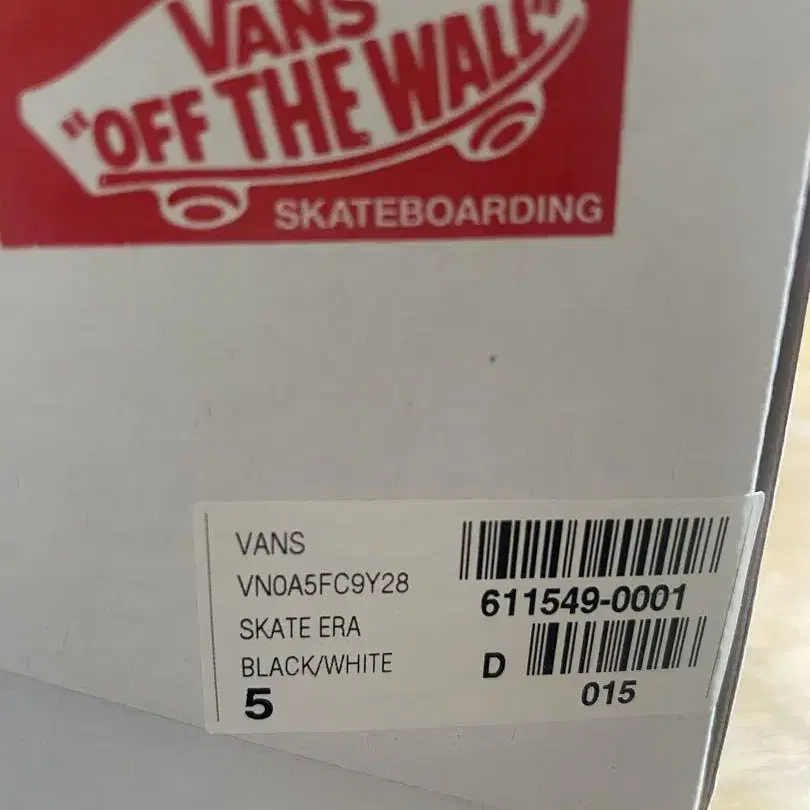 VANS
"OFF THE WALL"
SKATEBOARDING
VANS
VN0A5FC9Y28
SKATE ERA
BLACK/WHITE
5
611549-0001
D
015